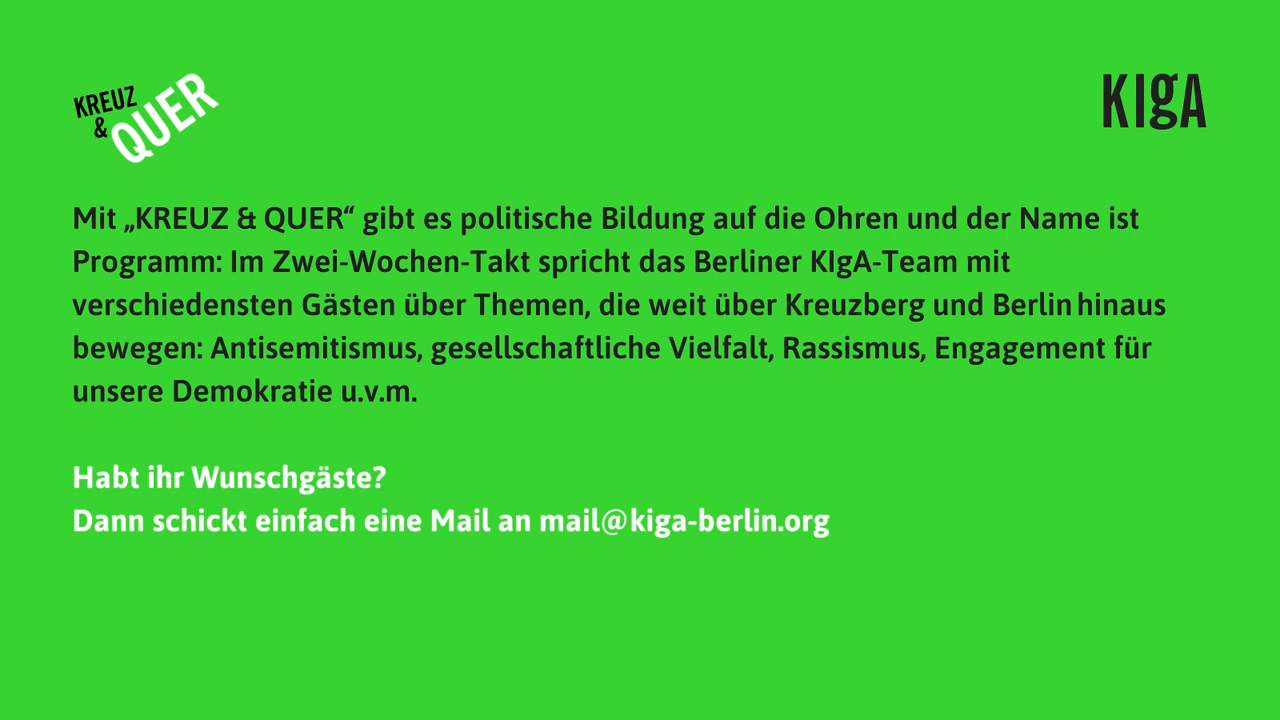 KREUZ
& QUER
KIgA
Mit „KREUZ & QUER“ gibt es politische Bildung auf die Ohren und der Name ist
Programm: Im Zwei-Wochen-Takt spricht das Berliner KIgA-Team mit
verschiedensten Gästen über Themen, die weit über Kreuzberg und Berlin hinaus
bewegen: Antisemitismus, gesellschaftliche Vielfalt, Rassismus, Engagement für
unsere Demokratie u.v.m.
Habt ihr Wunschgäste?
Dann schickt einfach eine Mail an mail@kiga-berlin.org